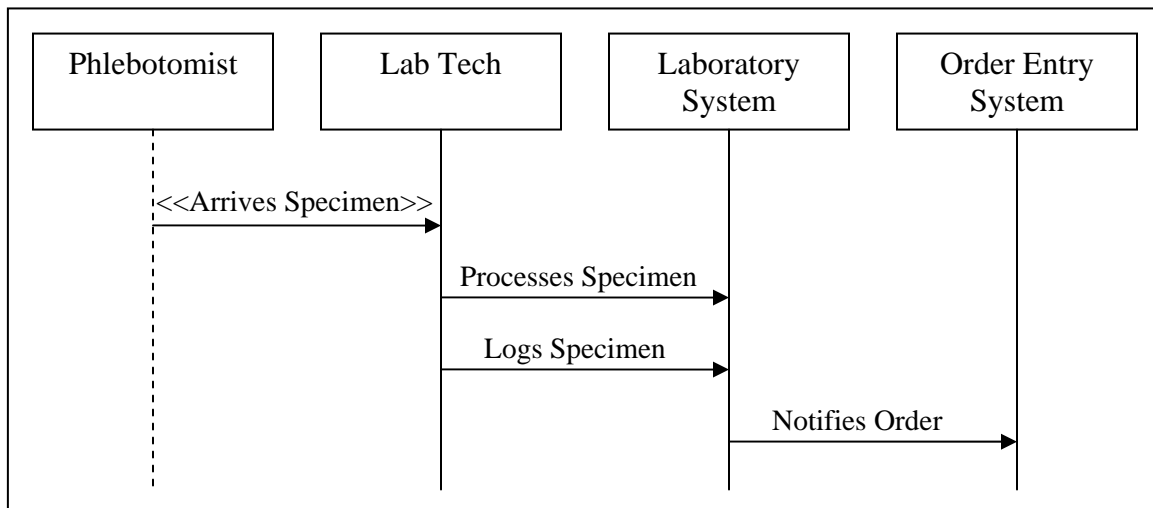 Phlebotomist
Lab Tech
Laboratory
System
Order Entry
System
<<Arrives Specimen>>
Processes Specimen
Logs Specimen
Notifies Order